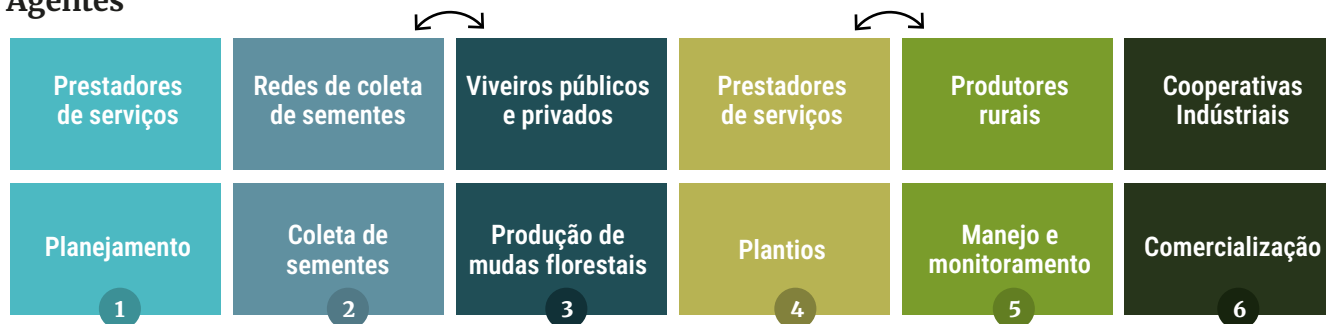 Agentes
Prestadores
de serviços
Redes de coleta
de sementes
Viveiros públicos
e privados
Prestadores
de serviços
Produtores
rurais
Cooperativas
Indústriais
Planejamento
1
Coleta de
sementes
2
Produção de
mudas florestais
3
Plantios
4
Manejo e
monitoramento
5
Comercialização
6